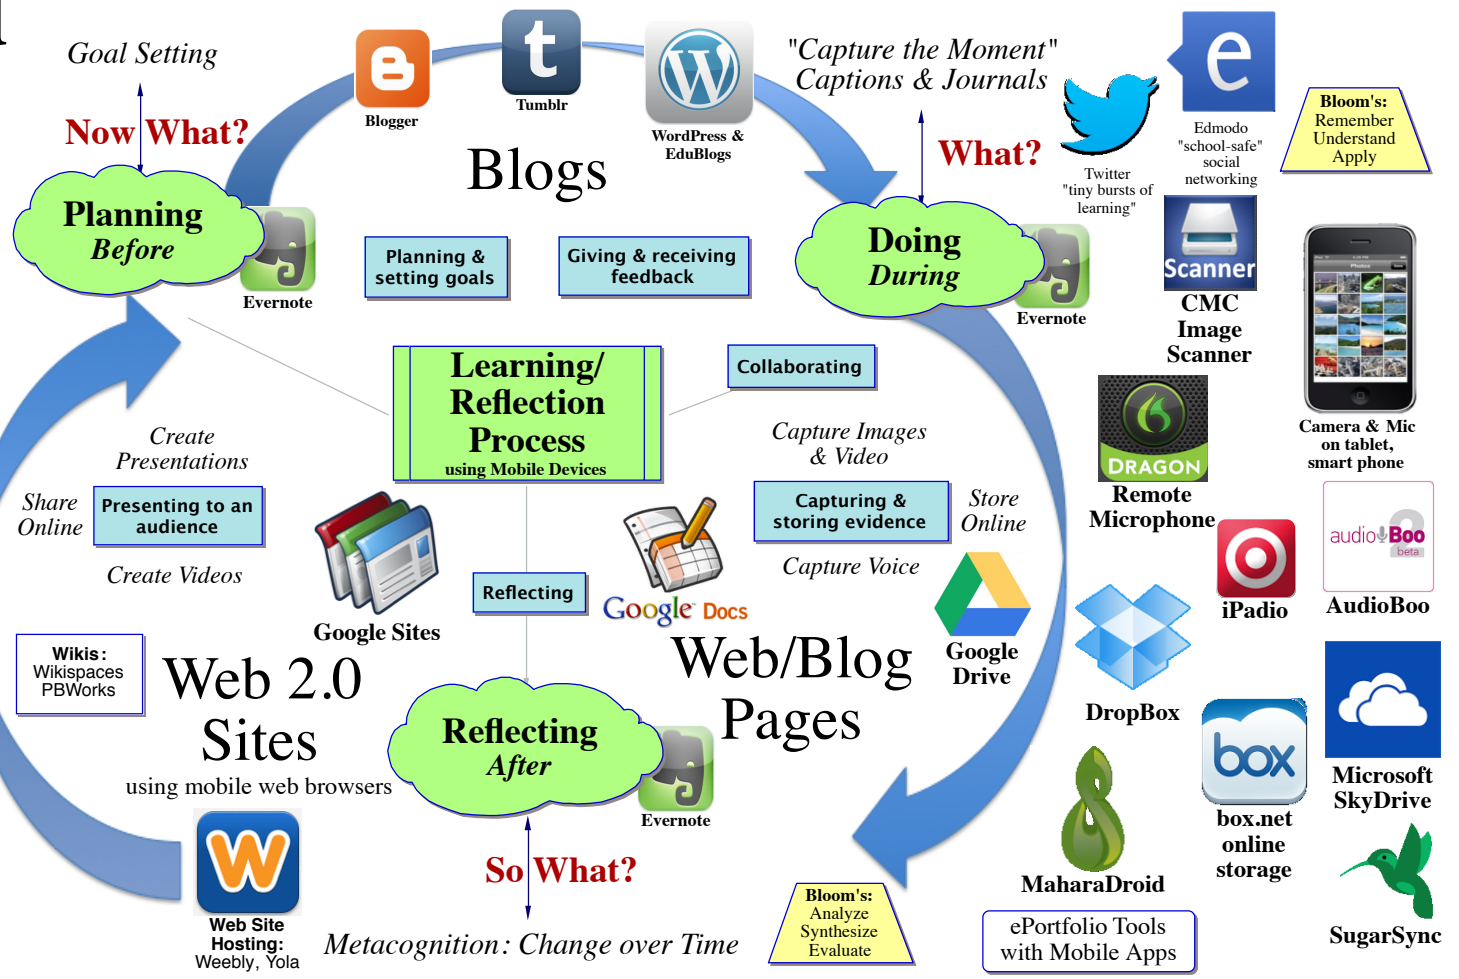 Goal Setting
Now What?
Planning
Before
Evernote
Blogger
t
Tumblr
WordPress &
EduBlogs
Blogs
"Capture the Moment"
Captions & Journals
What?
Doing
During
Evernote
Twitter
"tiny bursts of
learning"
e
Edmodo
"school-safe"
social
networking
Bloom's:
Remember
Understand
Apply
Planning &
setting goals
Giving & receiving
feedback
Scanner
CMC
Image
Scanner
Photos
Camera & Mic
on tablet,
smart phone
Learning/
Reflection
Process
using Mobile Devices
Collaborating
Capture Images
& Video
Capturing &
storing evidence
Store
Online
Capture Voice
DRAGON
Remote
Microphone
iPadio
audioBoo
2
beta
AudioBoo
Create
Presentations
Share
Online
Presenting to an
audience
Create Videos
Google Sites
Reflecting
Google Docs
Google
Drive
DropBox
Wikis:
Wikispaces
PBWorks
Web 2.0
Sites
using mobile web browsers
Web/Blog
Pages
Reflecting
After
Evernote
box
box.net
online
storage
Microsoft
SkyDrive
MaharaDroid
SugarSync
So What?
Metacognition: Change over Time
Web Site
Hosting:
Weebly, Yola
Bloom's:
Analyze
Synthesize
Evaluate
ePortfolio Tools
with Mobile Apps